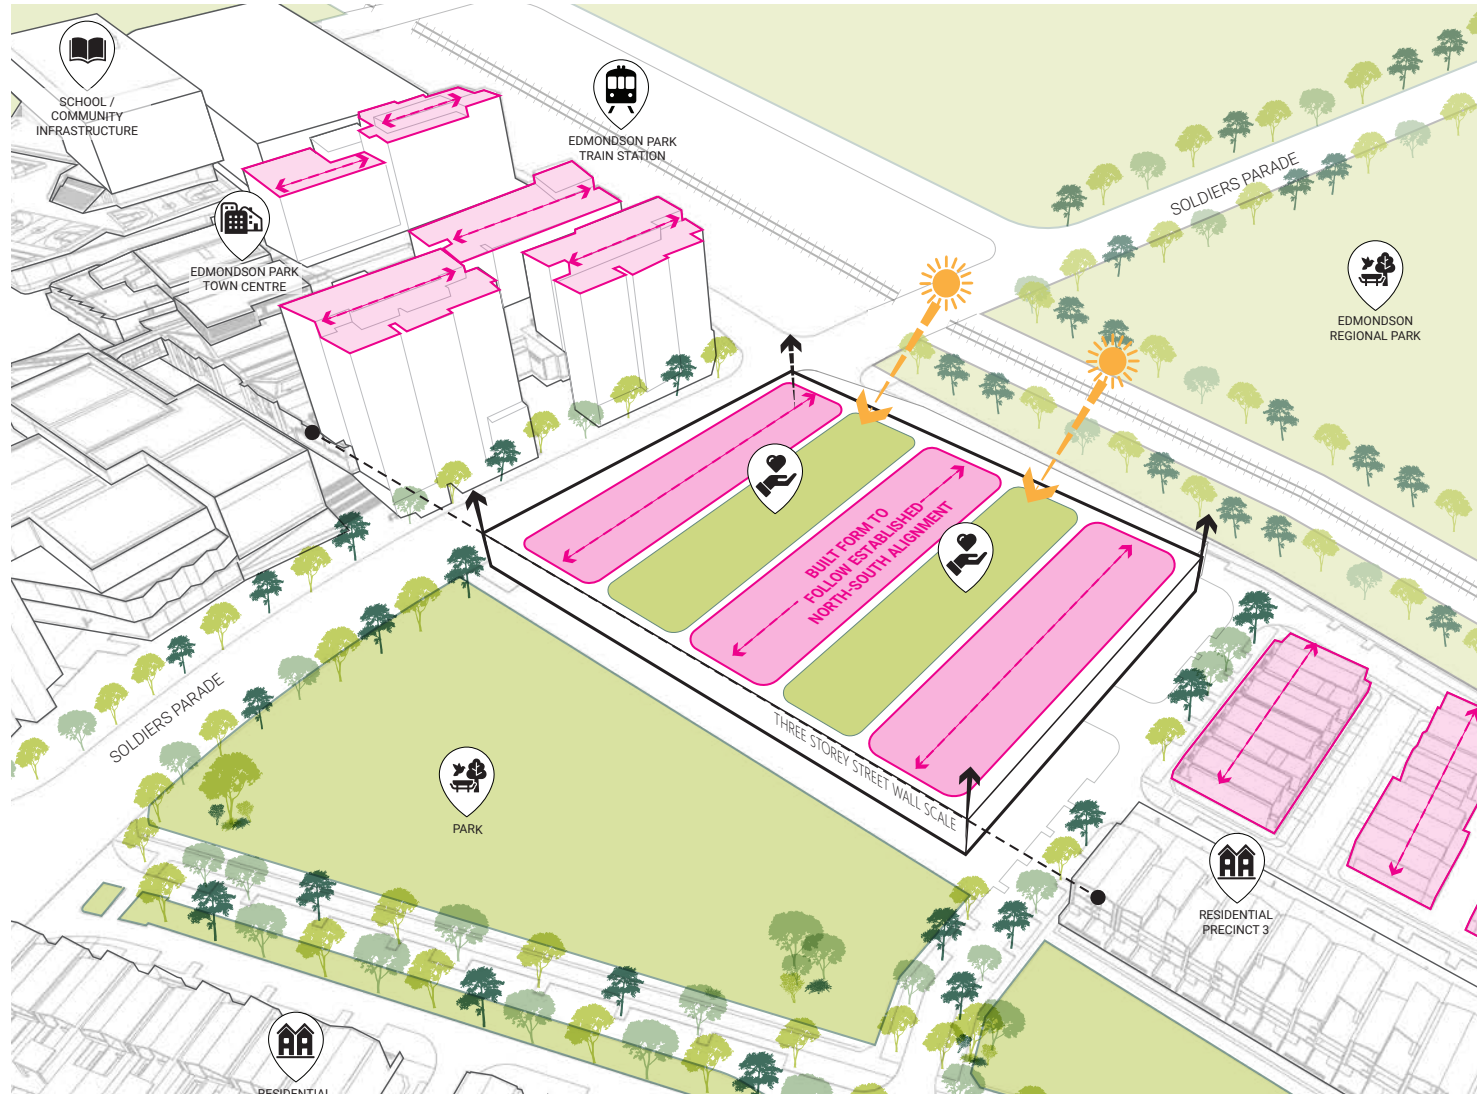 SCHOOL /
COMMUNITY
INFRASTRUCTURE
EDMONDSON PARK
TRAIN STATION
SOLDIERS PARADE
EDMONDSON PARK
TOWN CENTRE
EDMONDSON
REGIONAL PARK
BUILT FORM TO
FOLLOW ESTABLISHED
NORTH-SOUTH ALIGNMENT
SOLDIERS PARADE
THREE STOREY STREET WALL SCALE
PARK
RESIDENTIAL
PRECINCT 3
RESIDENTIAL